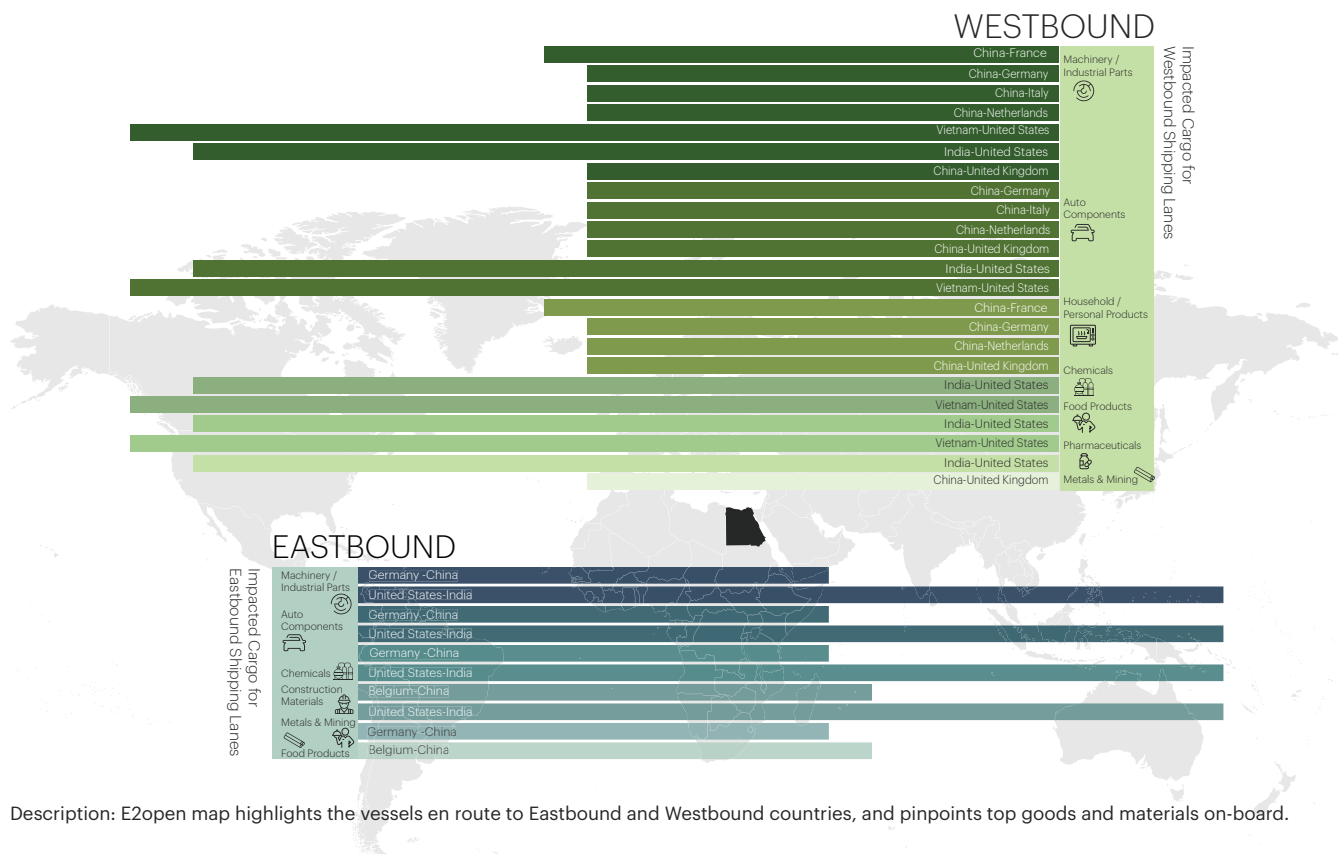 WESTBOUND
China-France
China-Germany
China-Italy
China-Netherlands
Vietnam-United States
India-United States
China-United Kingdom
China-Germany
China-Italy
China-Netherlands
China-United Kingdom
India-United States
Vietnam-United States
China-France
China-Germany
China-Netherlands
China-United Kingdom
India-United States
Vietnam-United States
India-United States
Vietnam-United States
India-United States
China-United Kingdom
Machinery /
Industrial Parts
Auto
Components
Household /
Personal Products
Chemicals
Food Products
Pharmaceuticals
Metals & Mining
Impacted Cargo for
Westbound Shipping Lanes
EASTBOUND
Impacted Cargo for
Eastbound Shipping Lanes
Machinery /
Industrial Parts
Auto
Components
Chemicals
Construction
Materials
Metals & Mining
Food Products
Germany -China
United States-India
Germany -China
United States-India
Germany -China
United States-India
Belgium-China
United States-India
Germany -China
Belgium-China
Description: E2open map highlights the vessels en route to Eastbound and Westbound countries, and pinpoints top goods and materials on-board.